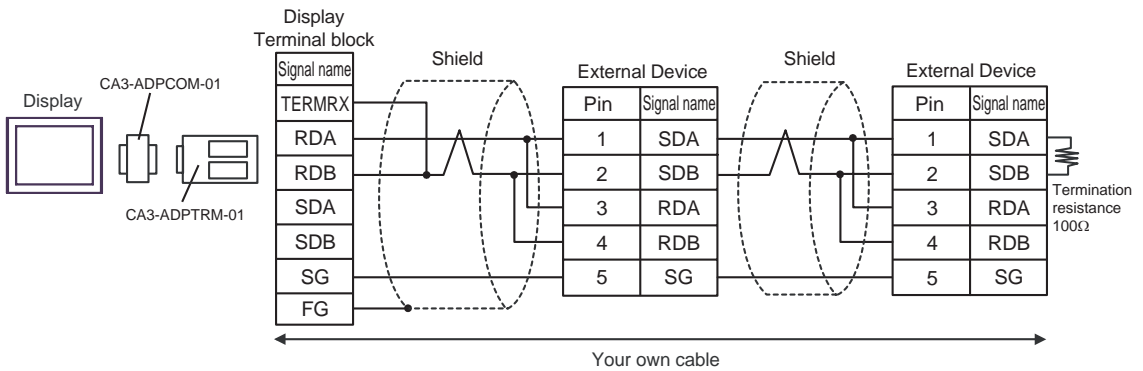 Display
Terminal block
Signal name
TERMRX
RDA
RDB
SDA
SDB
SG
FG
Display
CA3-ADPCOM-01
CA3-ADPTRM-01
Shield
External Device
Pin Signal name
1 SDA
2 SDB
3 RDA
4 RDB
5 SG
Shield
External Device
Pin Signal name
1 SDA
2 SDB
3 RDA
4 RDB
5 SG
Termination
resistance
100Ω
Your own cable